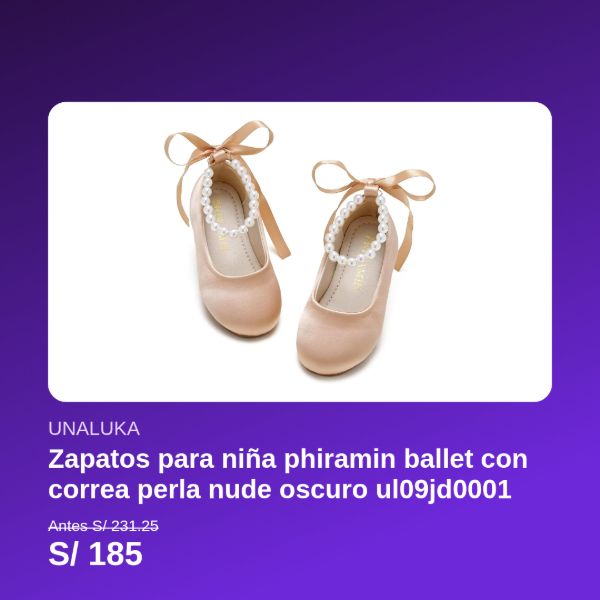 UNALUKA
Zapatos para niña phiramin ballet con
correa perla nude oscuro ul09jd0001
Antes S/ 231.25
S/ 185